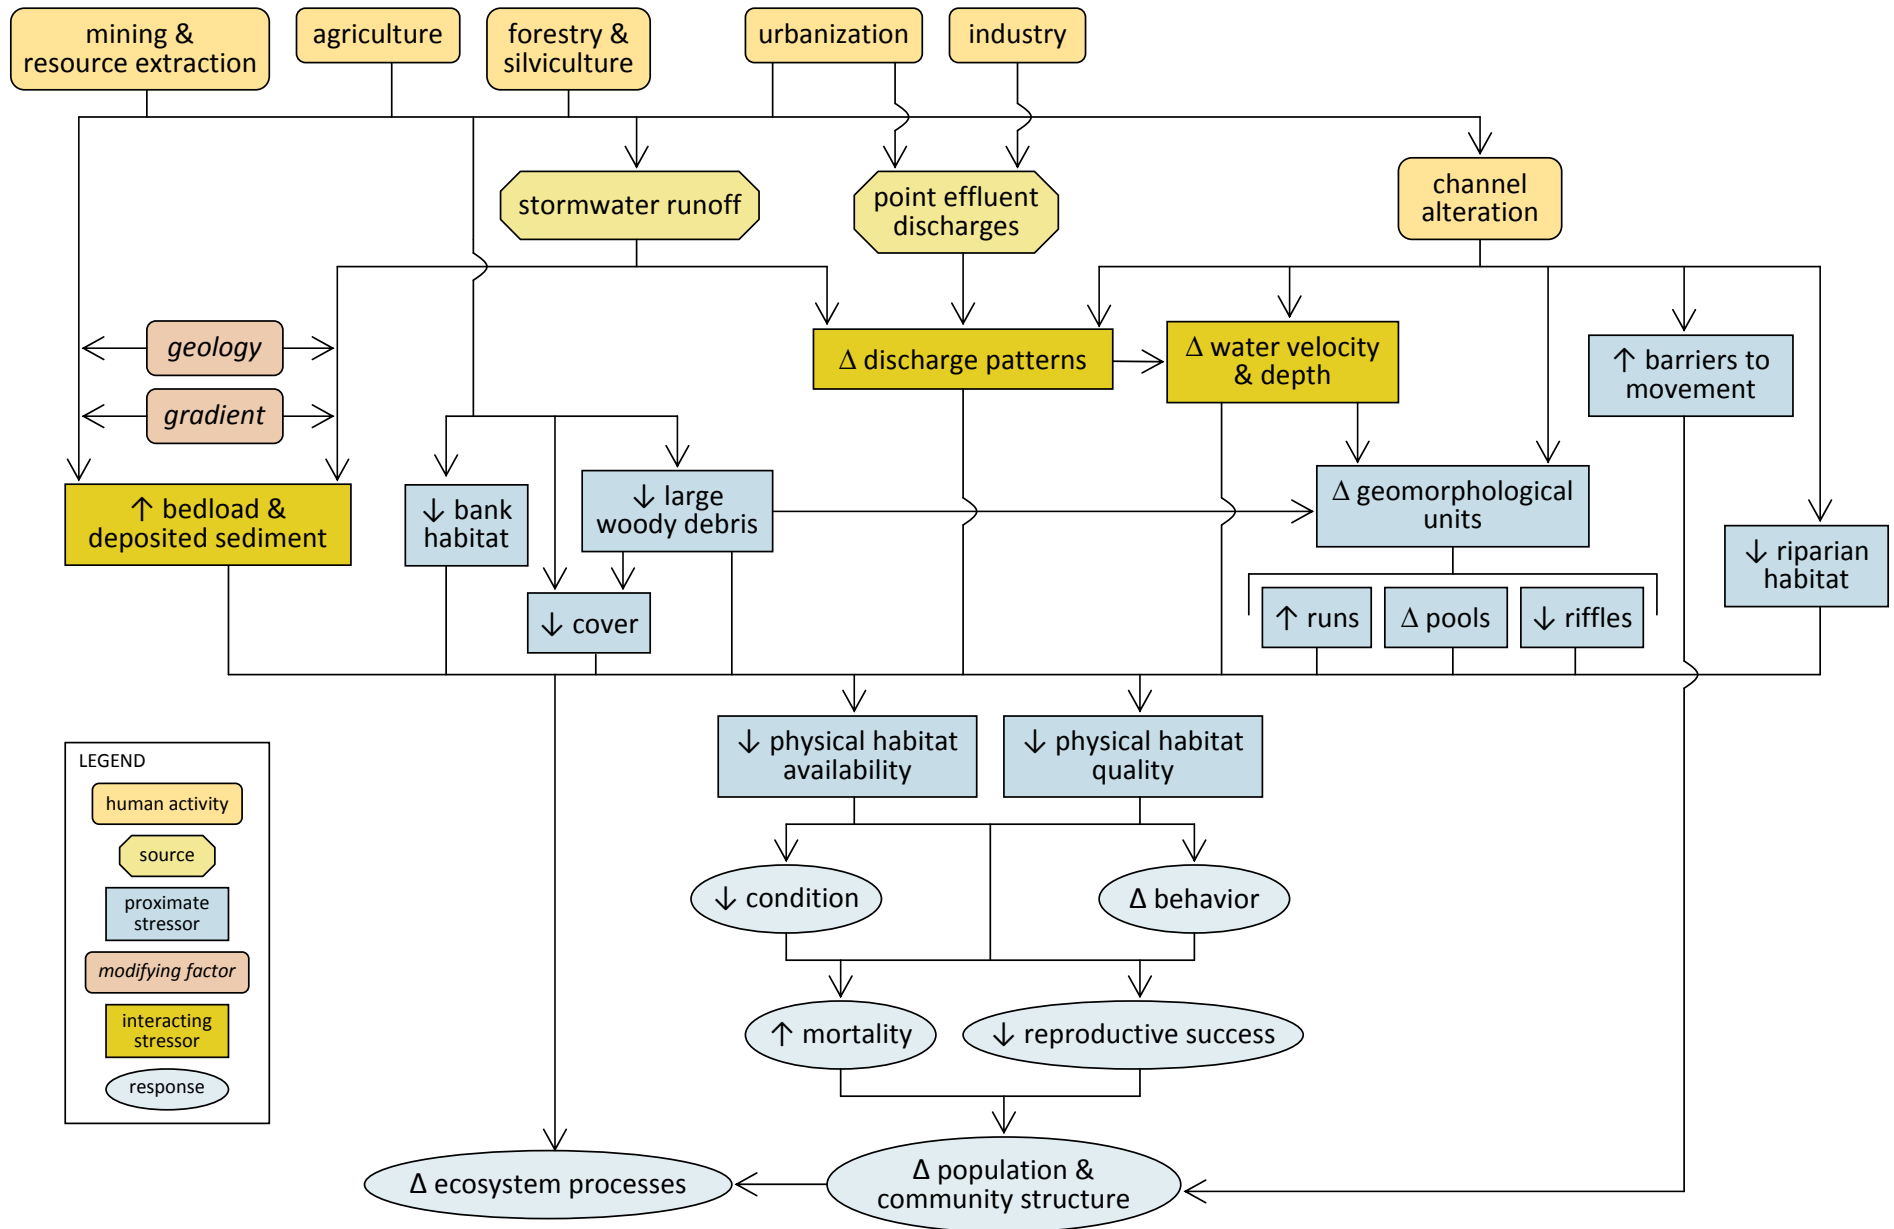 mining &
resource extraction
agriculture
forestry &
silviculture
urbanization
industry
stormwater runoff
point effluent
discharges
channel
alteration
geology
gradient
Δ discharge patterns
Δ water velocity
& depth
↑ barriers to
movement
↑ bedload &
deposited sediment
↓ bank
habitat
↓ large
woody debris
Δ geomorphological
units
↓ riparian
habitat
↓ cover
↑ runs
Δ pools
↓ riffles
↓ physical habitat
availability
↓ physical habitat
quality
LEGEND
human activity
source
proximate
stressor
modifying factor
interacting
stressor
response
↓ condition
Δ behavior
↑ mortality
↓ reproductive success
Δ ecosystem processes
Δ population &
community structure